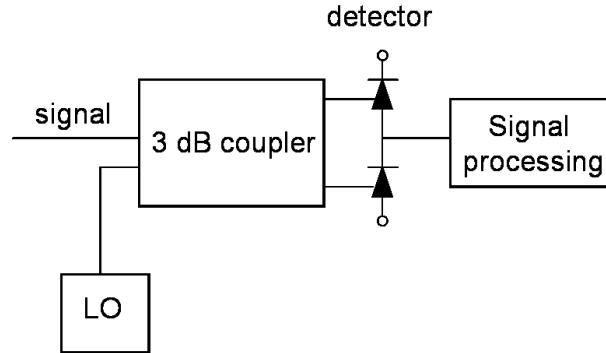 detector
signal
3 dB coupler
Signal
processing
LO